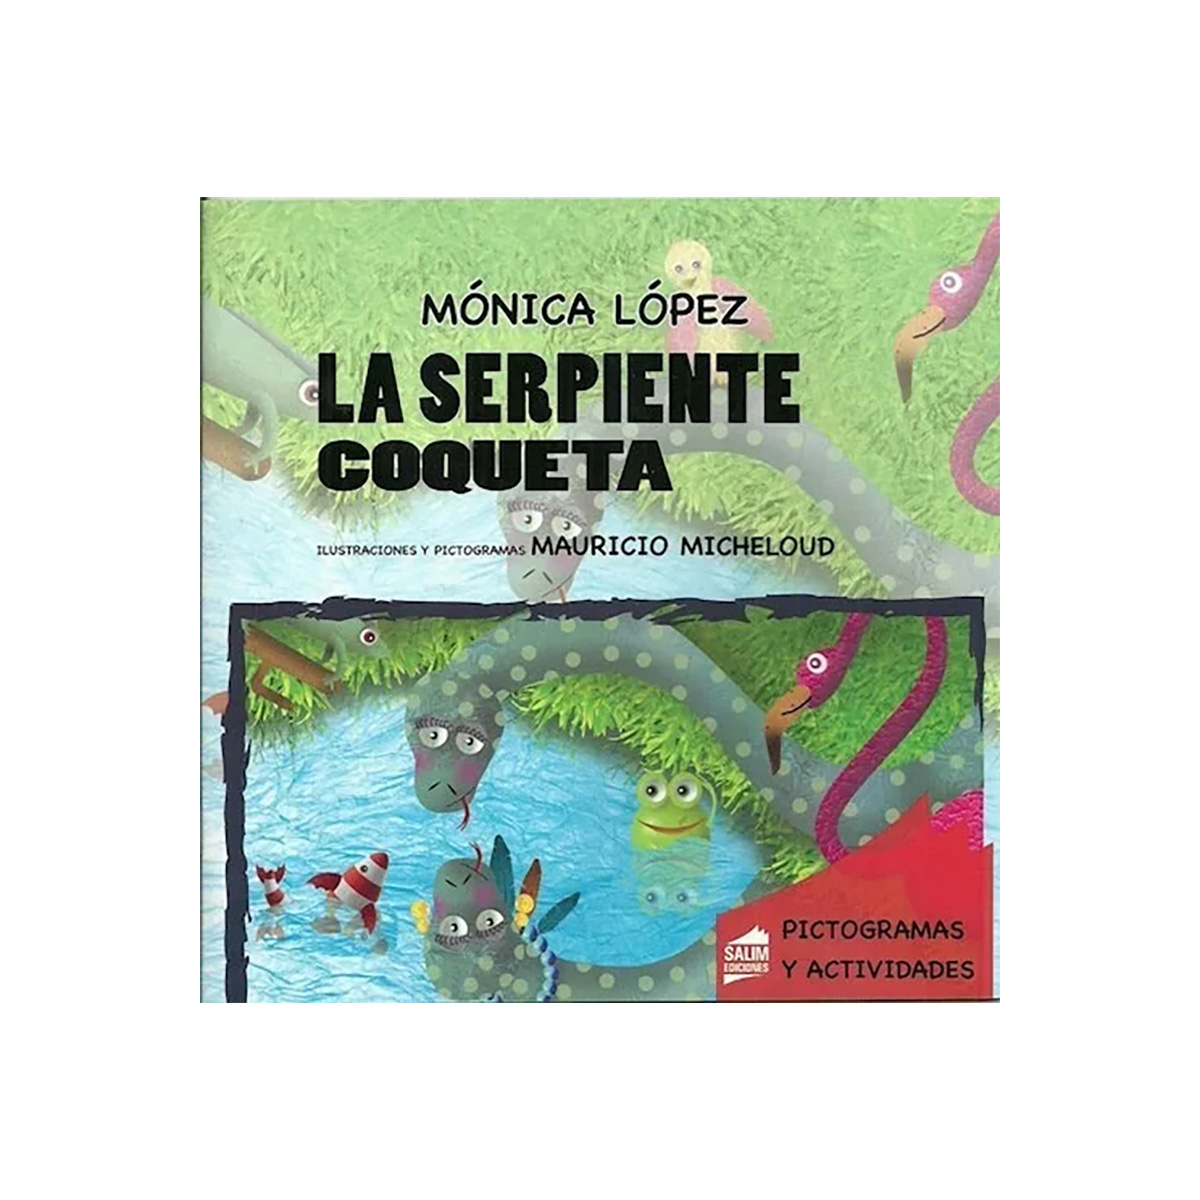 MÓNICA LÓPEZ
LA SERPIENTE
COQUETA
ILUSTRACIONES Y PICTOGRAMAS MAURICIO MICHELOUD
SALIM
EDICIONES
PICTOGRAMAS
Y ACTIVIDADES